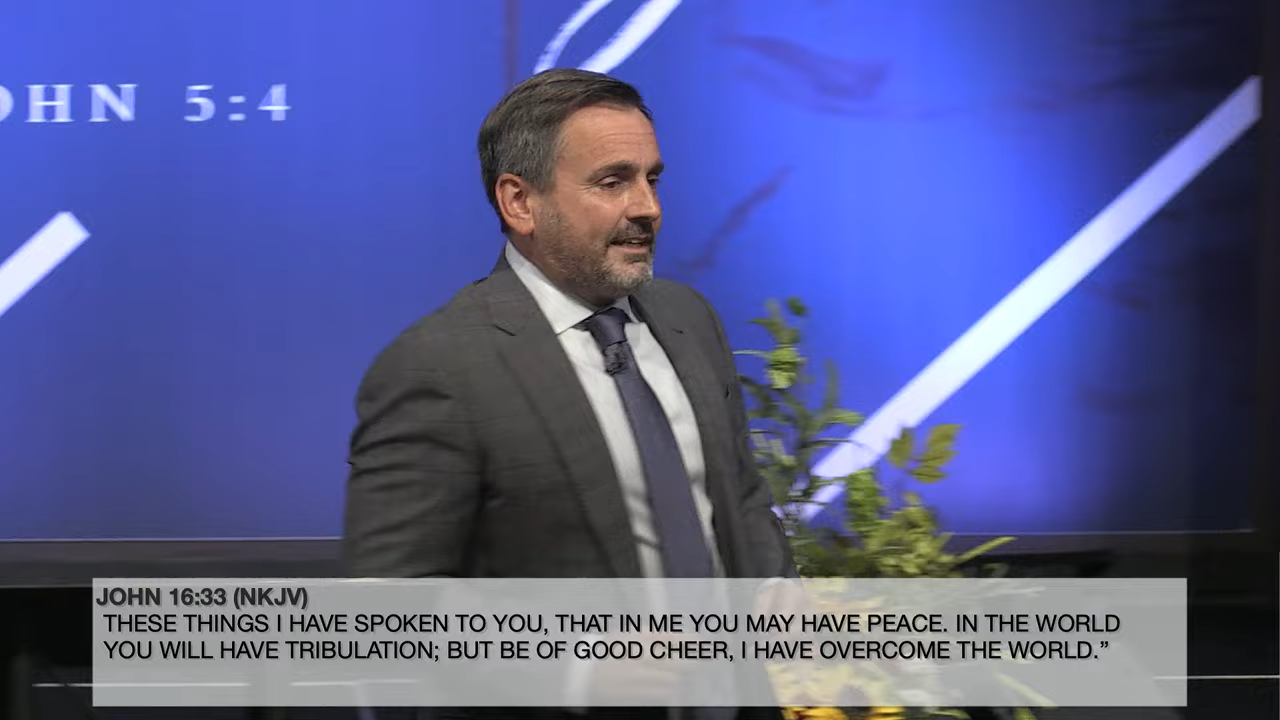 OHN 5:4
JOHN 16:33 (NKJV)
THESE THINGS I HAVE SPOKEN TO YOU, THAT IN ME YOU MAY HAVE PEACE. IN THE WORLD
YOU WILL HAVE TRIBULATION; BUT BE OF GOOD CHEER, I HAVE OVERCOME THE WORLD.”